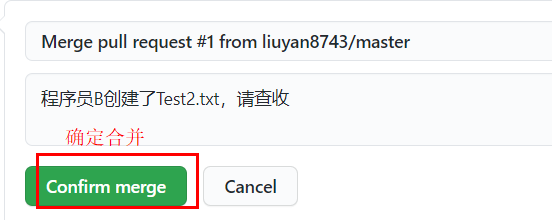 Merge pull request #1 from liuyan8743/master
程序员B创建了Test2.txt，请查收
确定合并
Confirm merge
Cancel